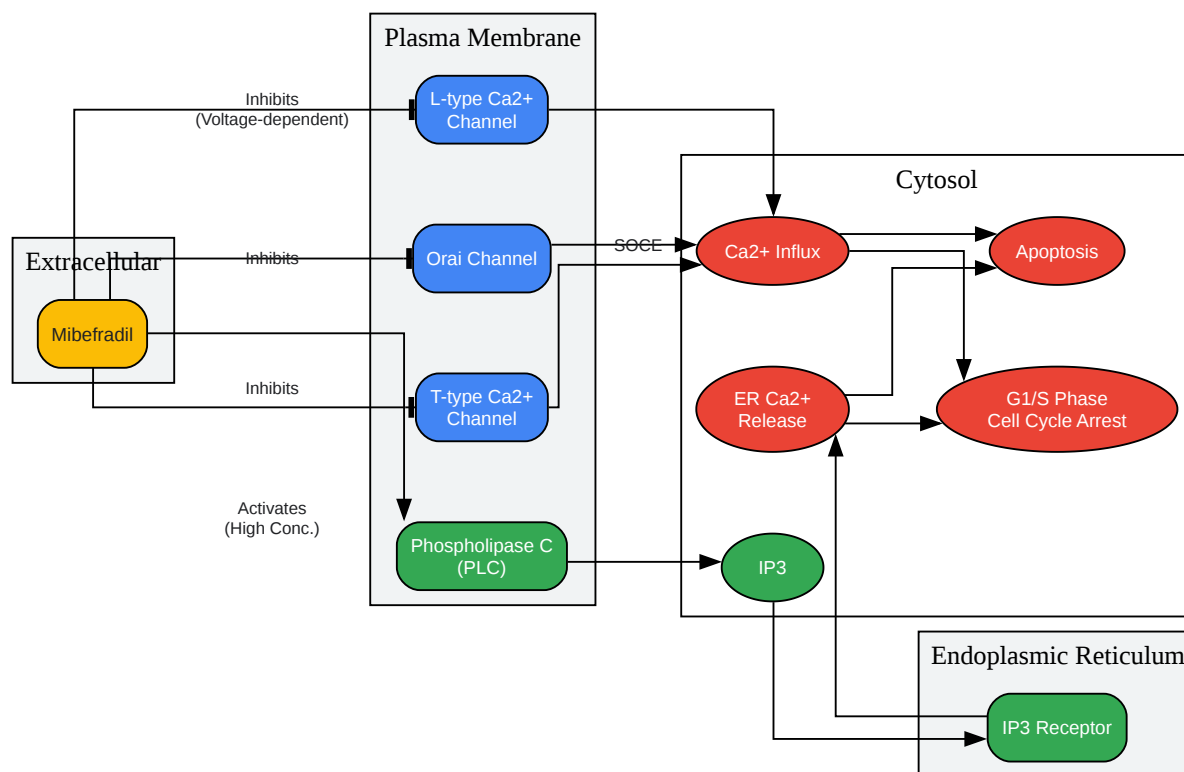 Plasma Membrane
L-type Ca2+
Channel
Inhibits
(Voltage-dependent)
Cytosol
Extracellular
Inhibits
Orai Channel
SOCE
Ca2+ Influx
Apoptosis
Mibefradil
Inhibits
T-type Ca2+
Channel
ER Ca2+
Release
G1/S Phase
Cell Cycle Arrest
Activates
(High Conc.)
Phospholipase C
(PLC)
IP3
Endoplasmic Reticulum
IP3 Receptor